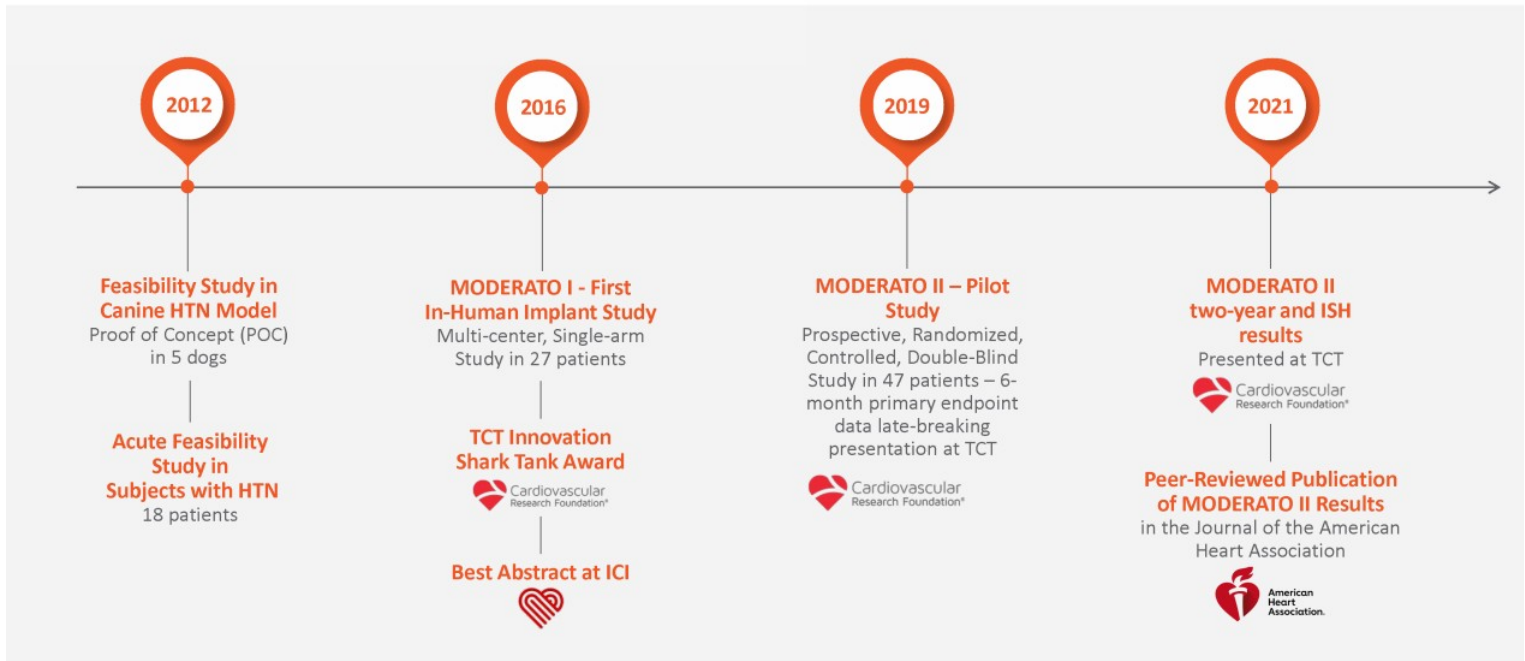 2012
Feasibility Study in
Canine HTN Model
Proof of Concept (POC)
in 5 dogs
Acute Feasibility
Study in
Subjects with HTN
18 patients
2016
MODERATO I - First
In-Human Implant Study
Multi-center, Single-arm
Study in 27 patients
TCT Innovation
Shark Tank Award
Cardiovascular
Research Foundation®
Best Abstract at ICI
2019
MODERATO II – Pilot
Study
Prospective, Randomized,
Controlled, Double-Blind
Study in 47 patients – 6-
month primary endpoint
data late-breaking
presentation at TCT
Cardiovascular
Research Foundation®
2021
MODERATO II
two-year and ISH
results
Presented at TCT
Cardiovascular
Research Foundation®
Peer-Reviewed Publication
of MODERATO II Results
in the Journal of the American
Heart Association
American
Heart
Association.